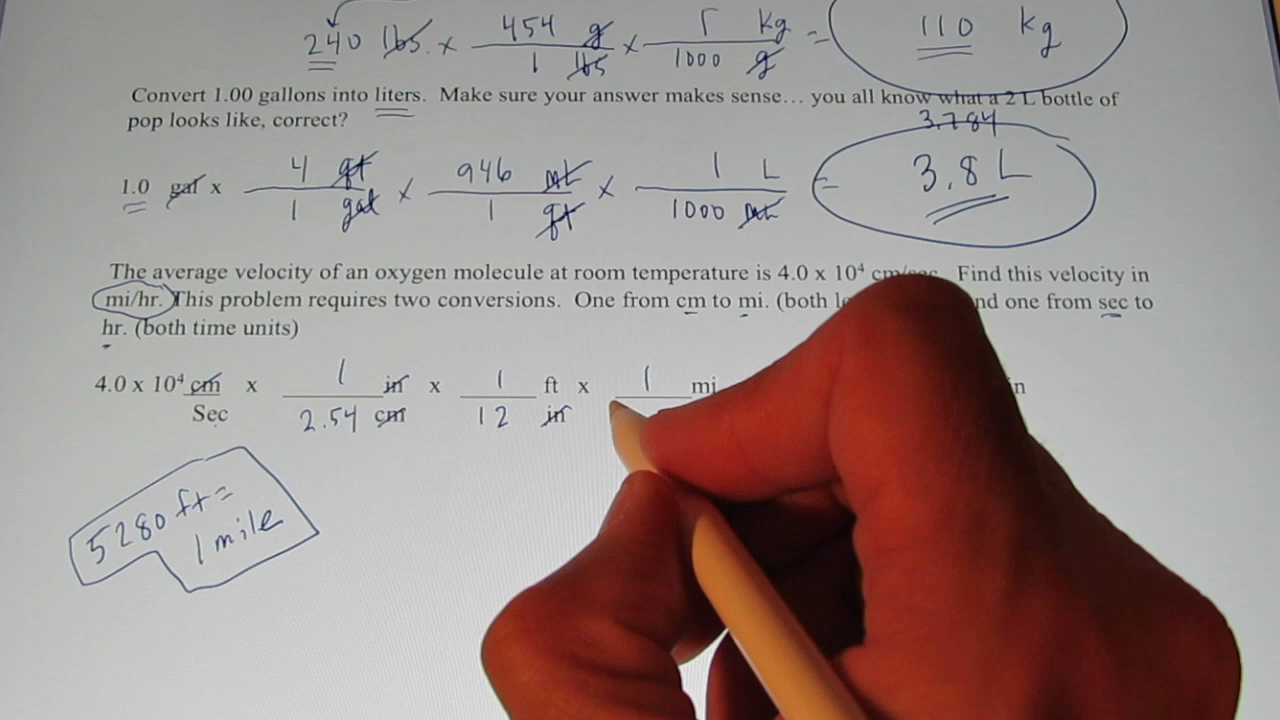 240 lbs. x 454 g / 1 lbs x 1 kg / 1000 g = 110 kg
Convert 1.00 gallons into liters. Make sure your answer makes sense… you all know what a 2 L bottle of
pop looks like, correct?
3.784
1.0 gal x 4 qt / 1 gal x 946 mL / 1 qt x 1 L / 1000 mL = 3.8 L
The average velocity of an oxygen molecule at room temperature is 4.0 x 10⁴ cm/sec. Find this velocity in
mi/hr. This problem requires two conversions. One from cm to mi. (both nd one from sec to
hr. (both time units)
4.0 x 10⁴ cm x 1 in x 1 ft x 1 mi n
Sec 2.54 cm 12 in
5280 ft =
1 mile